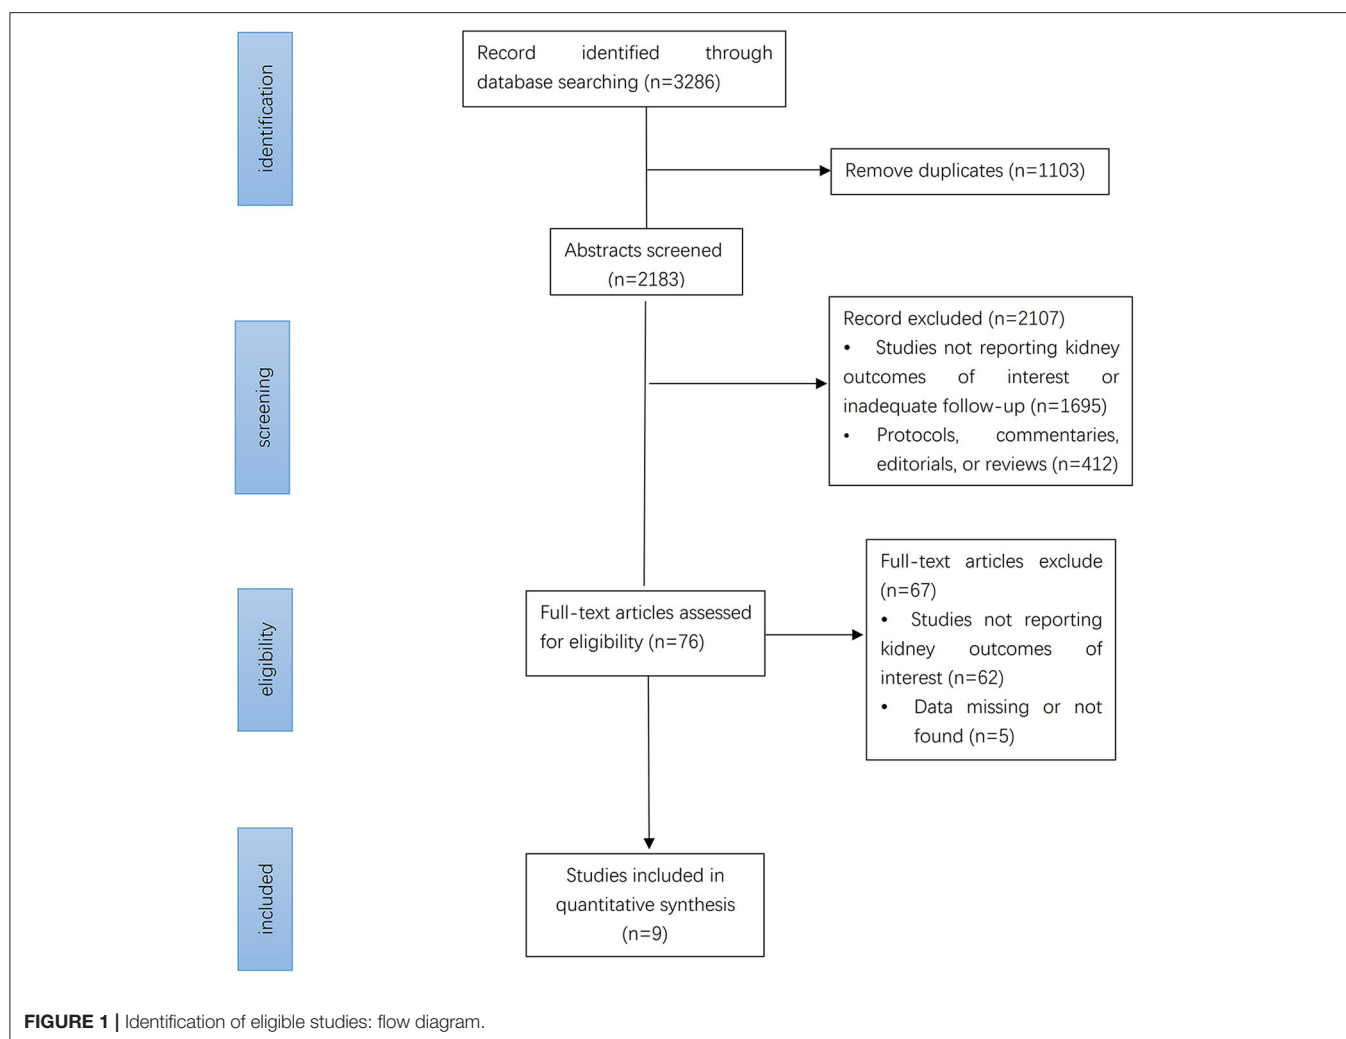 identification
Record identified through
database searching (n=3286)
Remove duplicates (n=1103)
Abstracts screened
(n=2183)
screening
Record excluded (n=2107)
• Studies not reporting kidney
outcomes of interest or
inadequate follow-up (n=1695)
• Protocols, commentaries,
editorials, or reviews (n=412)
eligibility
Full-text articles assessed
for eligibility (n=76)
Full-text articles exclude
(n=67)
• Studies not reporting
kidney outcomes of
interest (n=62)
• Data missing or not
found (n=5)
included
Studies included in
quantitative synthesis
(n=9)
FIGURE 1 | Identification of eligible studies: flow diagram.